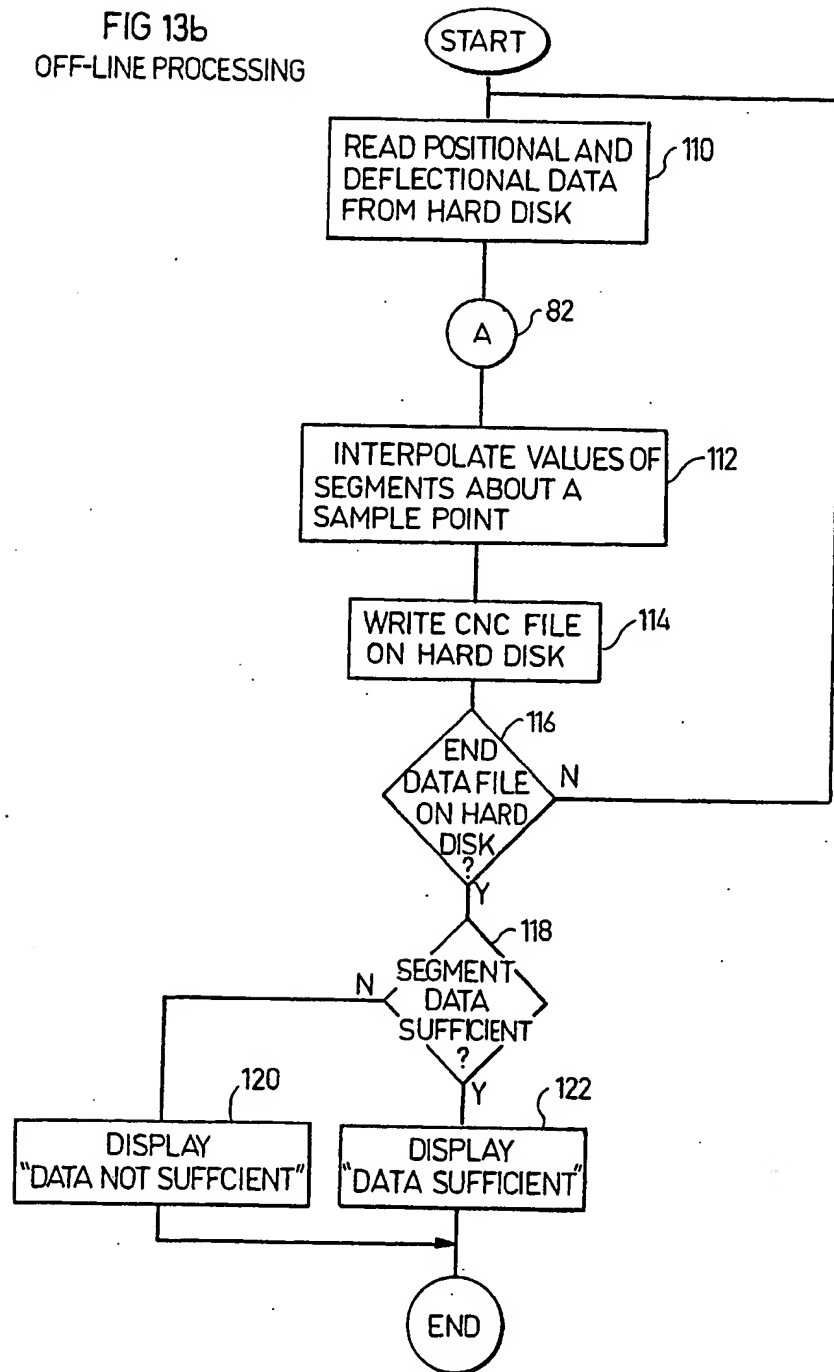 FIG 13b
OFF-LINE PROCESSING
START
READ POSITIONAL AND
DEFLECTIONAL DATA
FROM HARD DISK
110
A
82
INTERPOLATE VALUES OF
SEGMENTS ABOUT A
SAMPLE POINT
112
WRITE CNC FILE
ON HARD DISK
114
116
END
DATA FILE
ON HARD
DISK
?
N
Y
118
SEGMENT
DATA
SUFFICIENT
?
N
Y
120
DISPLAY
"DATA NOT SUFFCIENT"
122
DISPLAY
"DATA SUFFICIENT"
END